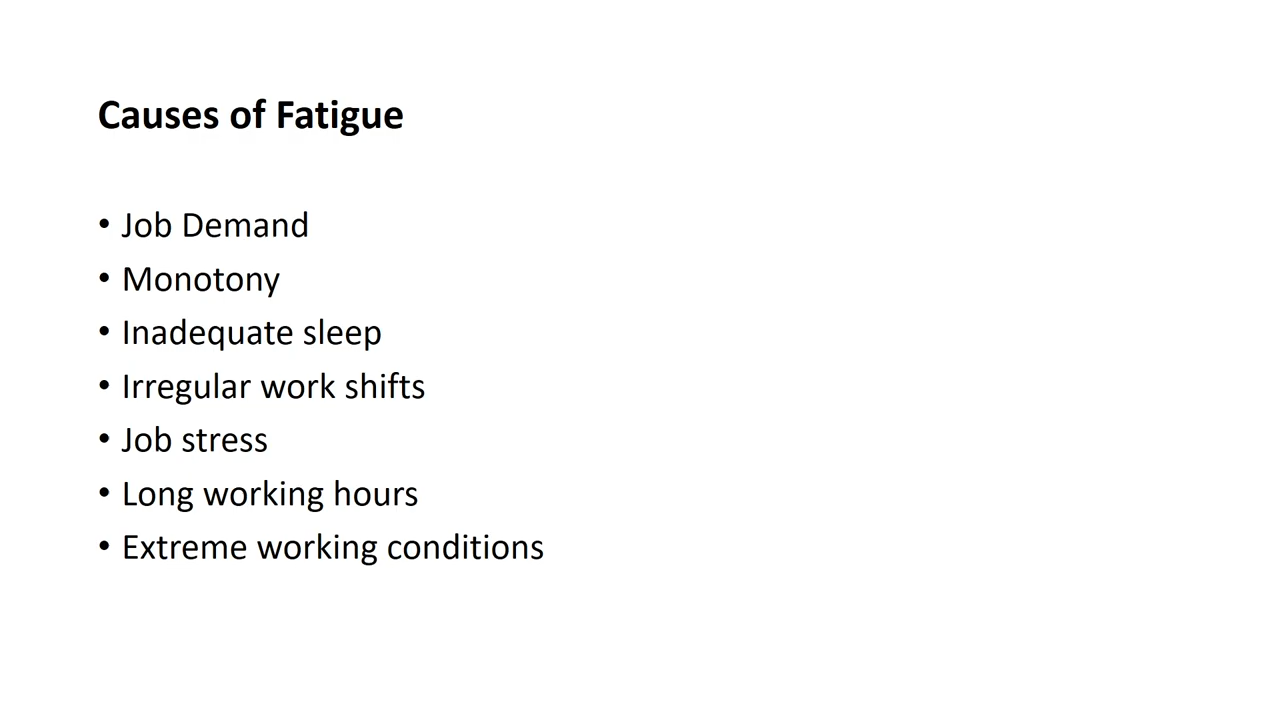 Causes of Fatigue
• Job Demand
• Monotony
• Inadequate sleep
• Irregular work shifts
• Job stress
• Long working hours
• Extreme working conditions